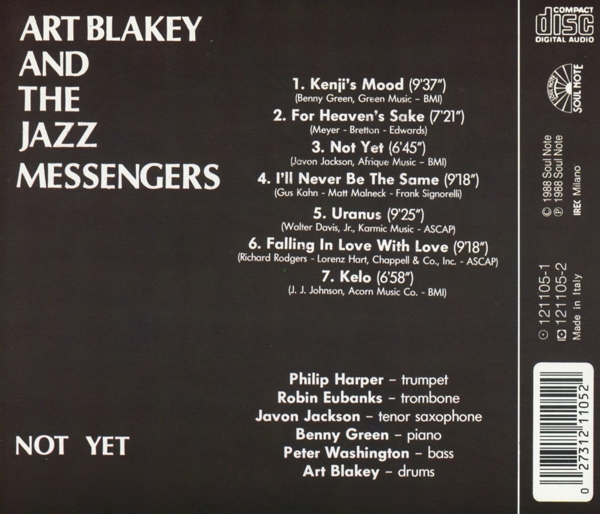 ART BLAKEY
AND
THE
JAZZ
MESSENGERS
1. Kenji's Mood (9'37")
(Benny Green, Green Music - BMI)
2. For Heaven's Sake (7'21")
(Meyer - Bretton - Edwards)
3. Not Yet (6'45")
(Javon Jackson, Afrique Music - BMI)
4. I'll Never Be The Same (9'18")
(Gus Kahn - Matt Malneck - Frank Signorelli)
5. Uranus (9'25")
(Walter Davis, Jr., Karmic Music - ASCAP)
6. Falling In Love With Love (9'18")
(Richard Rodgers - Lorenz Hart, Chappell & Co., Inc. - ASCAP)
7. Kelo (6'58")
(J. J. Johnson, Acorn Music Co. - BMI)
Philip Harper – trumpet
Robin Eubanks – trombone
Javon Jackson – tenor saxophone
Benny Green – piano
Peter Washington – bass
Art Blakey – drums
NOT YET
COMPACT
disc
DIGITAL AUDIO
SOUL NOTE
© 1988 Soul Note
℗ 1988 Soul Note
IREC Milano
121105-1
121105-2
Made in Italy
0 27312 11052